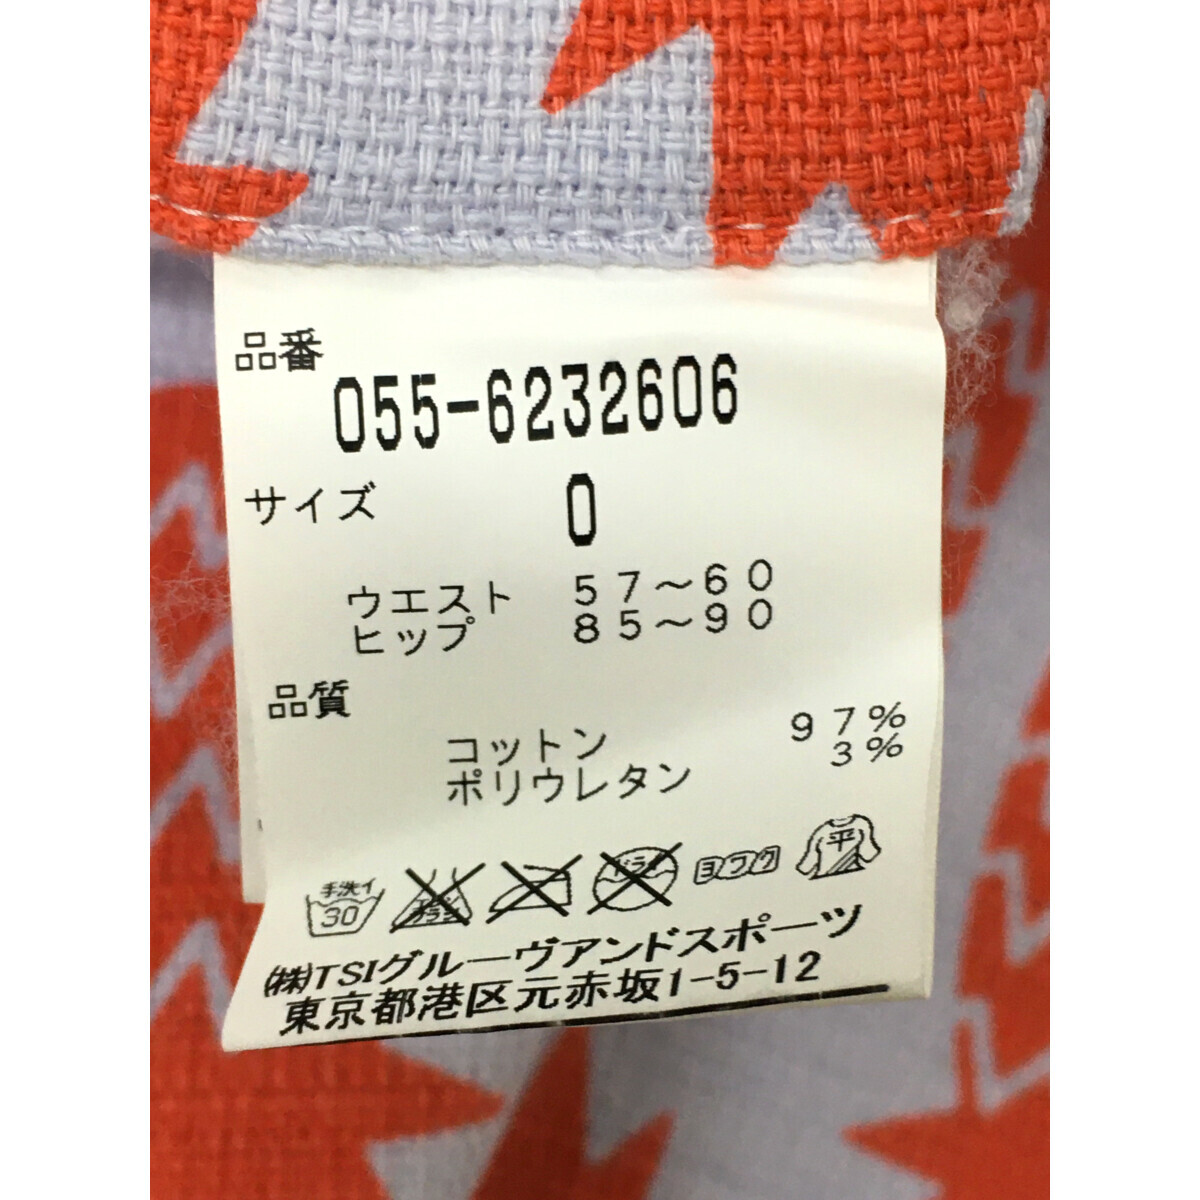 品番
055-6232606
サイズ 0
ウエスト 57～60
ヒップ 85～90
品質
コットン 97%
ポリウレタン 3%
手洗イ
30
ドライ
ヨワク
平
㈱TSIグルーヴアンドスポーツ
東京都港区元赤坂1-5-12